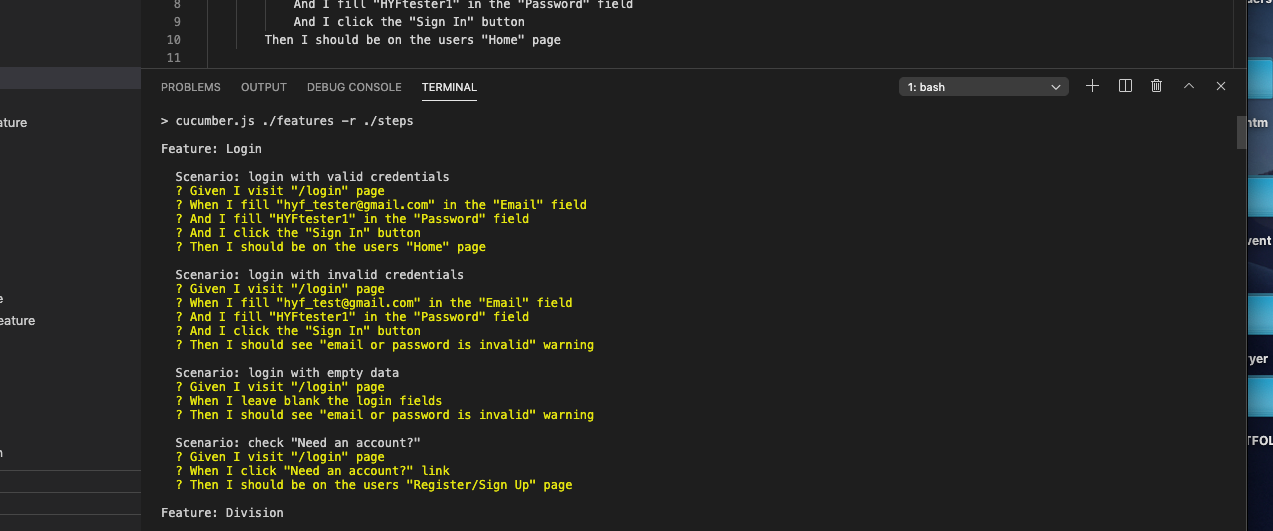 8 And I fill "HYFtester1" in the "Password" field
9 And I click the "Sign In" button
10 Then I should be on the users "Home" page
11
PROBLEMS OUTPUT DEBUG CONSOLE TERMINAL 1: bash
> cucumber.js ./features -r ./steps
Feature: Login
Scenario: login with valid credentials
? Given I visit "/login" page
? When I fill "hyf_tester@gmail.com" in the "Email" field
? And I fill "HYFtester1" in the "Password" field
? And I click the "Sign In" button
? Then I should be on the users "Home" page
Scenario: login with invalid credentials
? Given I visit "/login" page
? When I fill "hyf_test@gmail.com" in the "Email" field
? And I fill "HYFtester1" in the "Password" field
? And I click the "Sign In" button
? Then I should see "email or password is invalid" warning
Scenario: login with empty data
? Given I visit "/login" page
? When I leave blank the login fields
? Then I should see "email or password is invalid" warning
Scenario: check "Need an account?"
? Given I visit "/login" page
? When I click "Need an account?" link
? Then I should be on the users "Register/Sign Up" page
Feature: Division
ature
e
eature
n
htm
vent
yer
TFOL